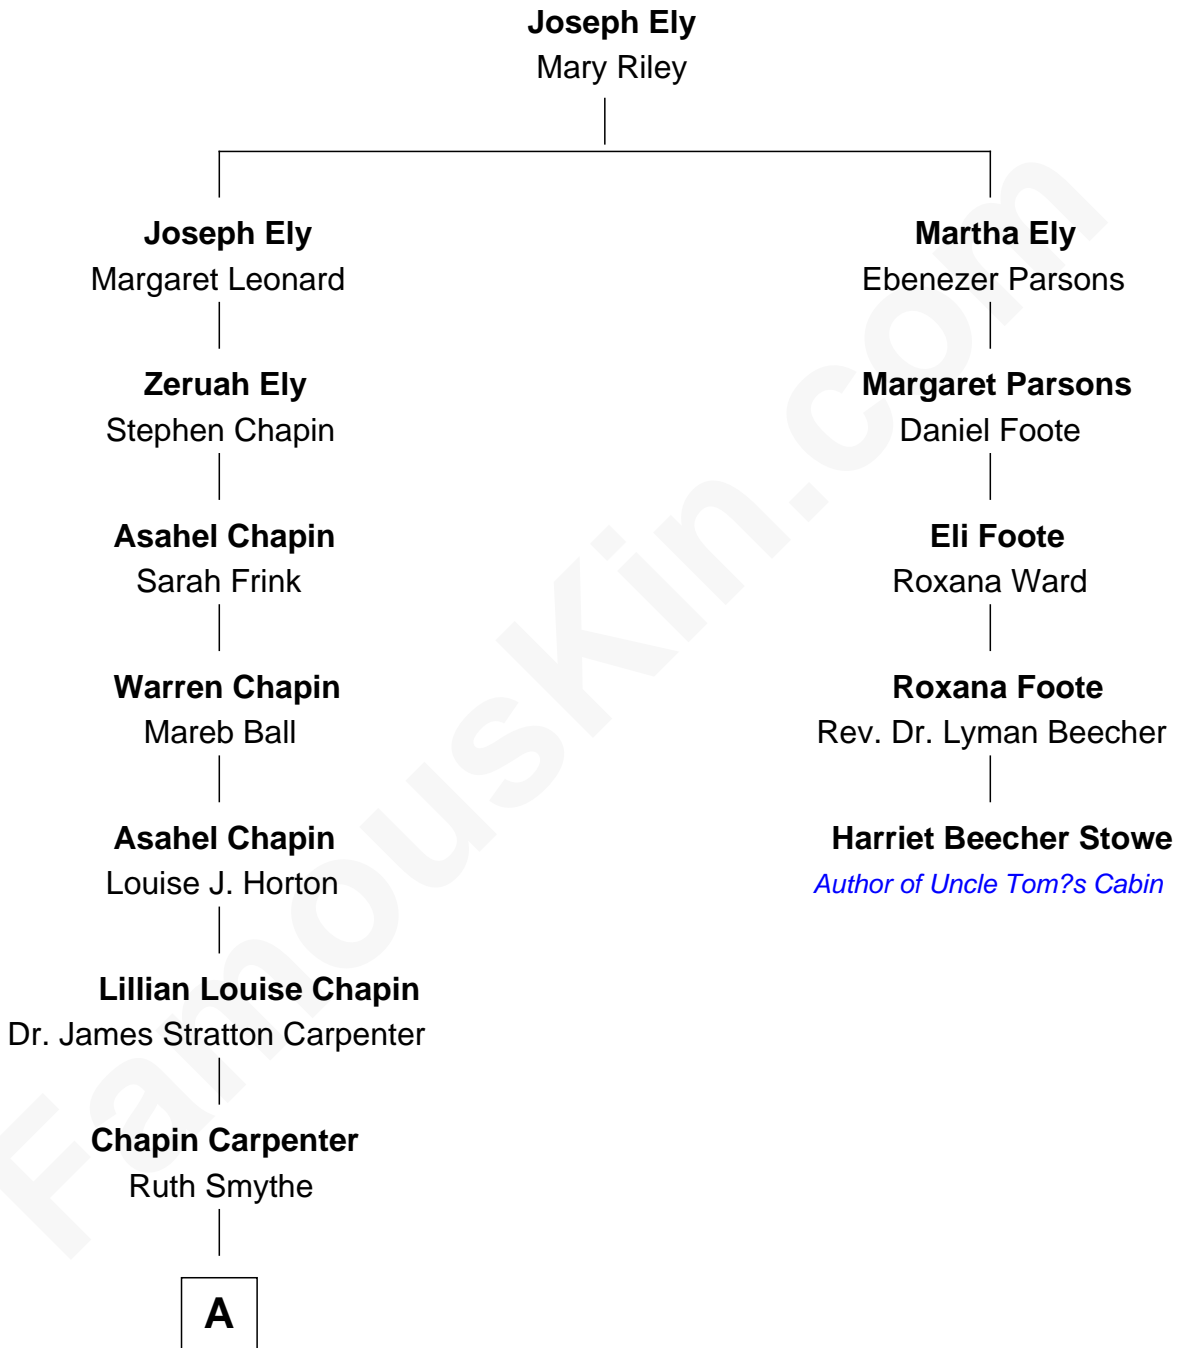 Joseph Ely
Mary Riley
Joseph Ely
Margaret Leonard
Zeruah Ely
Stephen Chapin
Asahel Chapin
Sarah Frink
Warren Chapin
Mareb Ball
Asahel Chapin
Louise J. Horton
Lillian Louise Chapin
Dr. James Stratton Carpenter
Chapin Carpenter
Ruth Smythe
A
Martha Ely
Ebenezer Parsons
Margaret Parsons
Daniel Foote
Eli Foote
Roxana Ward
Roxana Foote
Rev. Dr. Lyman Beecher
Harriet Beecher Stowe
Author of Uncle Tom?s Cabin
FamousKin.com